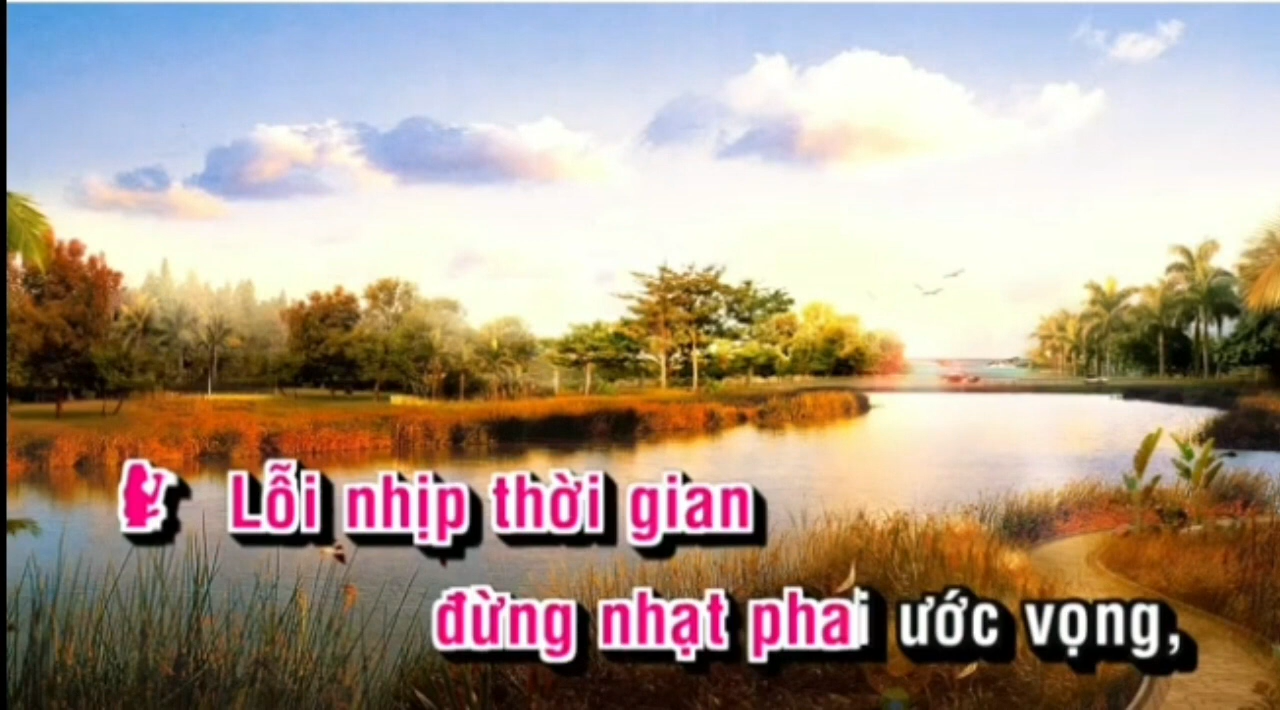 Lỗi nhịp thời gian
đừng nhạt phai ước vọng,